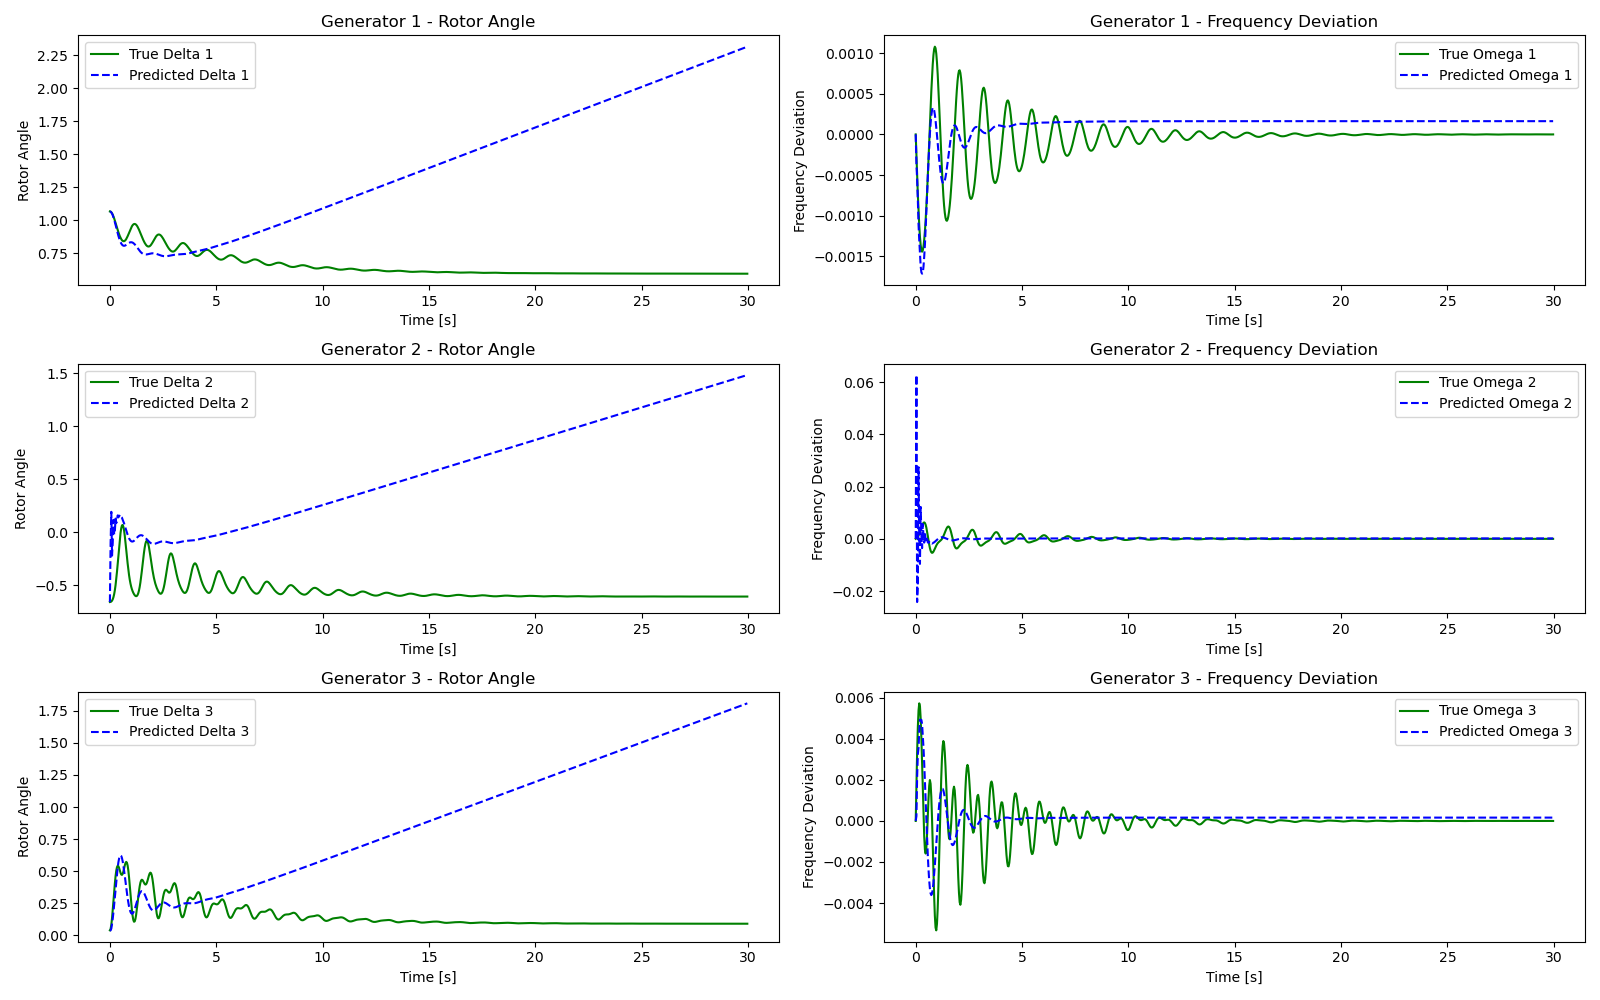 Generator 1 - Rotor Angle
True Delta 1
Predicted Delta 1
Rotor Angle
2.25
2.00
1.75
1.50
1.25
1.00
0.75
0 5 10 15 20 25 30
Time [s]
Generator 1 - Frequency Deviation
True Omega 1
Predicted Omega 1
Frequency Deviation
0.0010
0.0005
0.0000
−0.0005
−0.0010
−0.0015
0 5 10 15 20 25 30
Time [s]
Generator 2 - Rotor Angle
True Delta 2
Predicted Delta 2
Rotor Angle
1.5
1.0
0.5
0.0
−0.5
0 5 10 15 20 25 30
Time [s]
Generator 2 - Frequency Deviation
True Omega 2
Predicted Omega 2
Frequency Deviation
0.06
0.04
0.02
0.00
−0.02
0 5 10 15 20 25 30
Time [s]
Generator 3 - Rotor Angle
True Delta 3
Predicted Delta 3
Rotor Angle
1.75
1.50
1.25
1.00
0.75
0.50
0.25
0.00
0 5 10 15 20 25 30
Time [s]
Generator 3 - Frequency Deviation
True Omega 3
Predicted Omega 3
Frequency Deviation
0.006
0.004
0.002
0.000
−0.002
−0.004
0 5 10 15 20 25 30
Time [s]